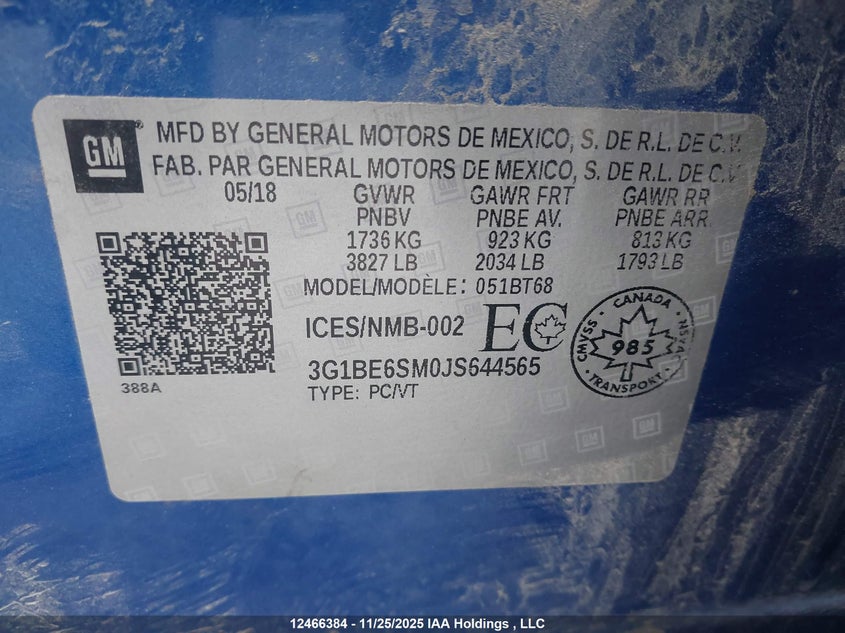 GM
MFD BY GENERAL MOTORS DE MEXICO, S. DE R.L. DE C.V.
FAB. PAR GENERAL MOTORS DE MEXICO, S. DE R.L. DE C.V
05/18 GVWR GAWR FRT GAWR RR
PNBV PNBE AV. PNBE ARR.
1736 KG 923 KG 813 KG
3827 LB 2034 LB 1793 LB
MODEL/MODÈLE: 051BT68
ICES/NMB-002 EC
CANADA
CMVSS 985 NSVAC
TRANSPORT
3G1BE6SM0JS644565
388A
TYPE: PC/VT
12466384 - 11/25/2025 IAA Holdings , LLC